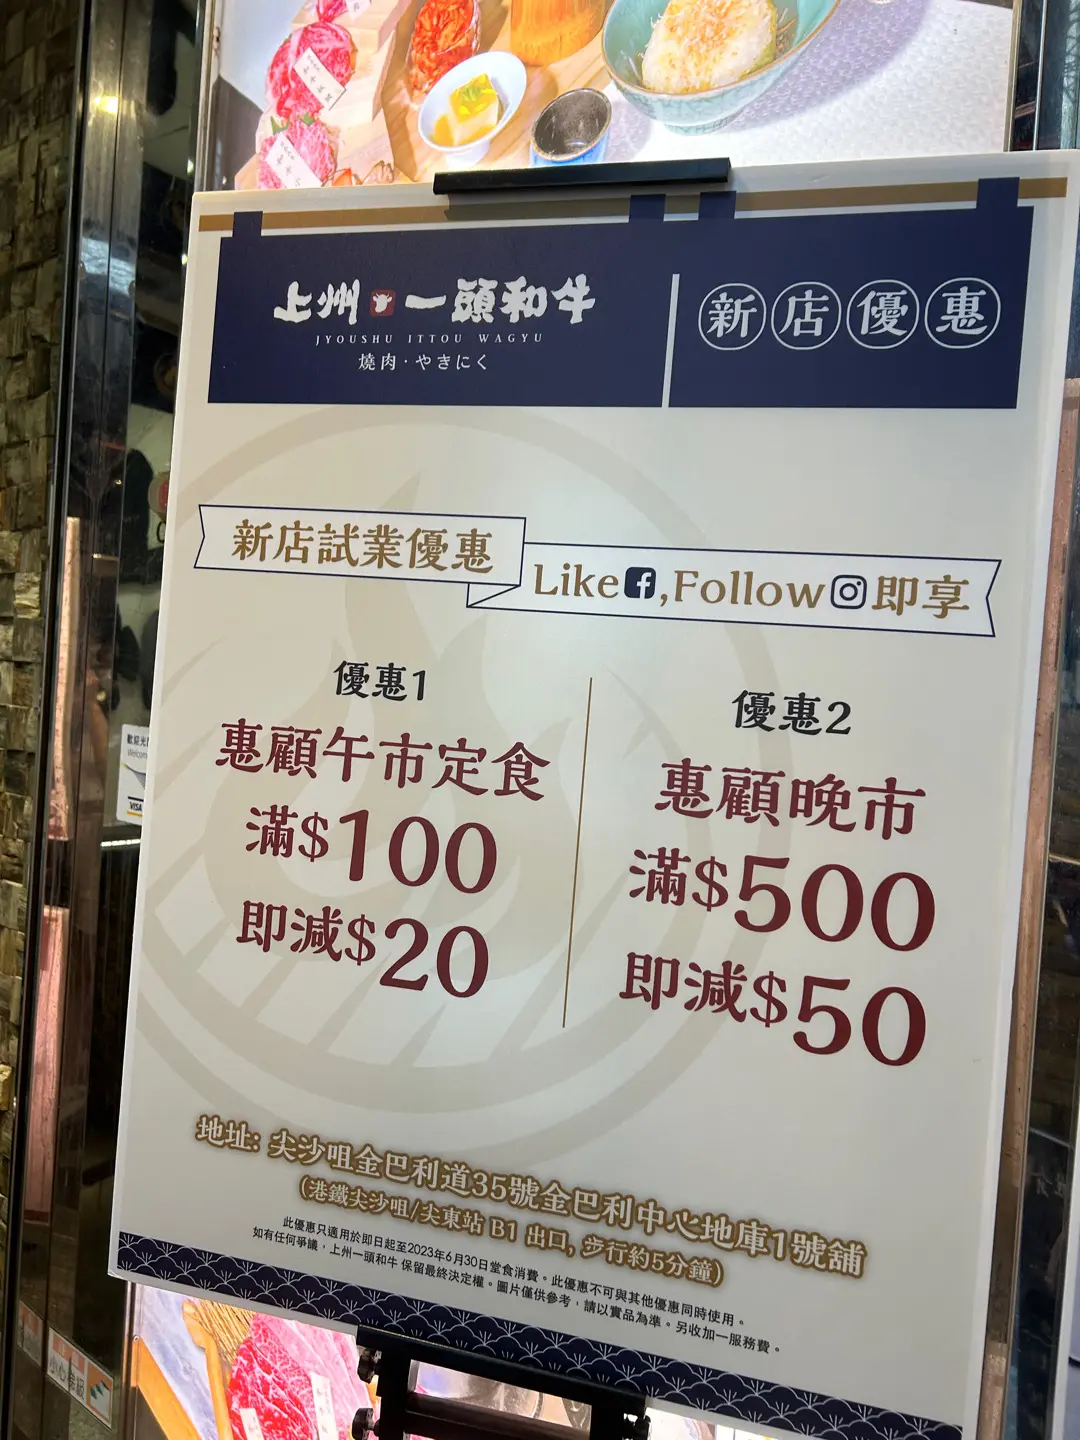 上州 一頭和牛
JYOUSHU ITTOU WAGYU
燒肉·やきにく
新店優惠
新店試業優惠
Like, Follow 即享
優惠1
惠顧午市定食
滿$100
即減$20
優惠2
惠顧晚市
滿$500
即減$50
地址: 尖沙咀金巴利道35號金巴利中心地庫1號舖
(港鐵尖沙咀/尖東站 B1 出口, 步行約5分鐘)
此優惠只適用於即日起至2023年6月30日堂食消費。此優惠不可與其他優惠同時使用。
如有任何爭議，上州一頭和牛 保留最終決定權。圖片僅供參考，請以實品為準。另收加一服務費。
VISA
小心梯級